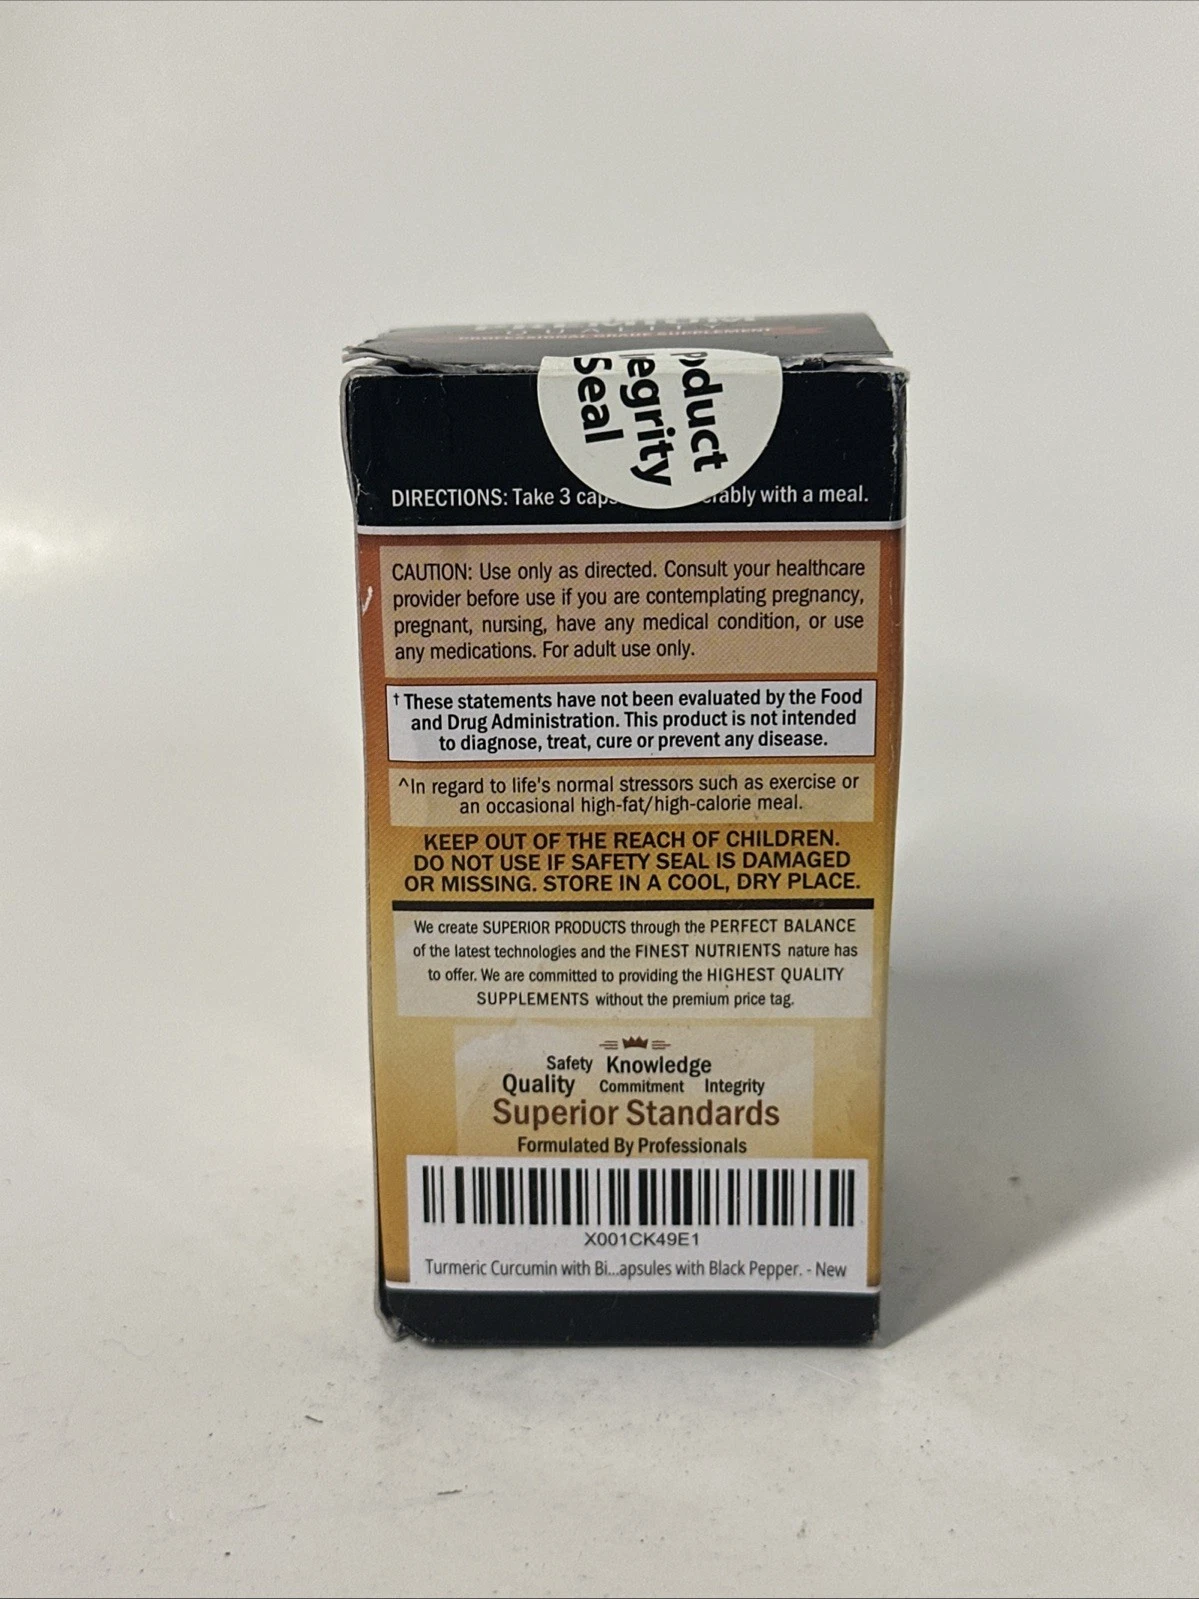 QUALITY
PROFESSIONAL GRADE SUPPLEMENT
duct
egrity
Seal
DIRECTIONS: Take 3 with a meal.
CAUTION: Use only as directed. Consult your healthcare
provider before use if you are contemplating pregnancy,
pregnant, nursing, have any medical condition, or use
any medications. For adult use only.
† These statements have not been evaluated by the Food
and Drug Administration. This product is not intended
to diagnose, treat, cure or prevent any disease.
^In regard to life's normal stressors such as exercise or
an occasional high-fat/high-calorie meal.
KEEP OUT OF THE REACH OF CHILDREN.
DO NOT USE IF SAFETY SEAL IS DAMAGED
OR MISSING. STORE IN A COOL, DRY PLACE.
We create SUPERIOR PRODUCTS through the PERFECT BALANCE
of the latest technologies and the FINEST NUTRIENTS nature has
to offer. We are committed to providing the HIGHEST QUALITY
SUPPLEMENTS without the premium price tag.
Safety Knowledge
Quality Commitment Integrity
Superior Standards
Formulated By Professionals
X001CK49E1
Turmeric Curcumin with Bi...apsules with Black Pepper. - New